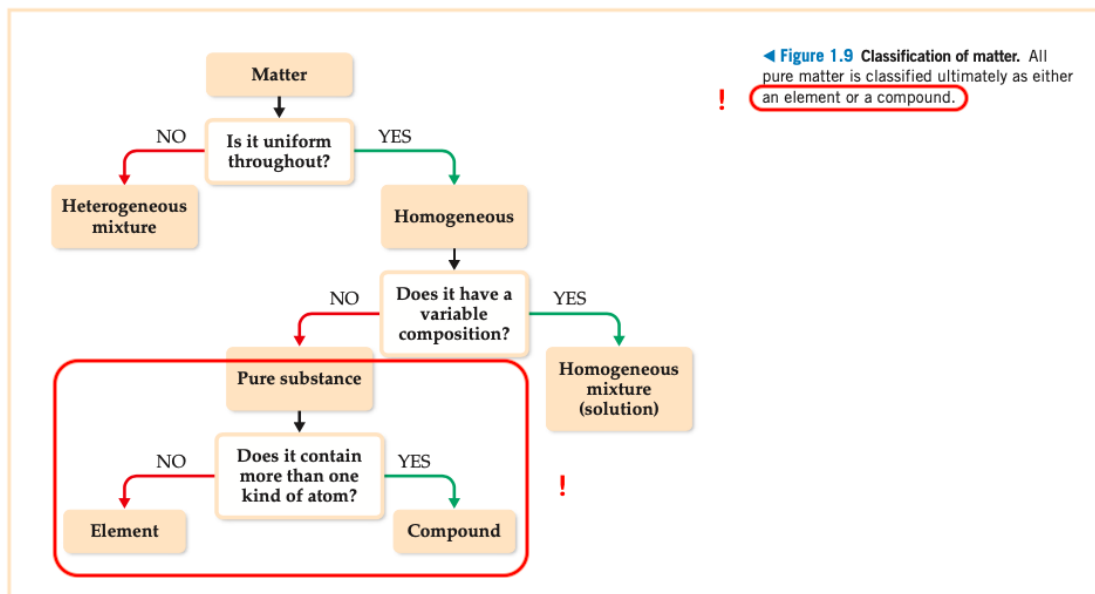 Matter
◀ Figure 1.9 Classification of matter. All
pure matter is classified ultimately as either
! an element or a compound.
NO
Is it uniform
throughout?
YES
Heterogeneous
mixture
Homogeneous
NO
Does it have a
variable
composition?
YES
Pure substance
Homogeneous
mixture
(solution)
NO
Does it contain
more than one
kind of atom?
YES
!
Element
Compound